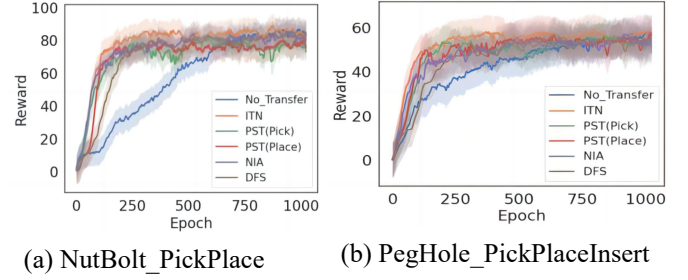 100
80
60
40
20
0
Reward
No_Transfer
ITN
PST(Pick)
PST(Place)
NIA
DFS
0 250 500 750 1000
Epoch
(a) NutBolt_PickPlace
60
40
20
0
Reward
No_Transfer
ITN
PST(Pick)
PST(Place)
NIA
DFS
0 250 500 750 1000
Epoch
(b) PegHole_PickPlaceInsert